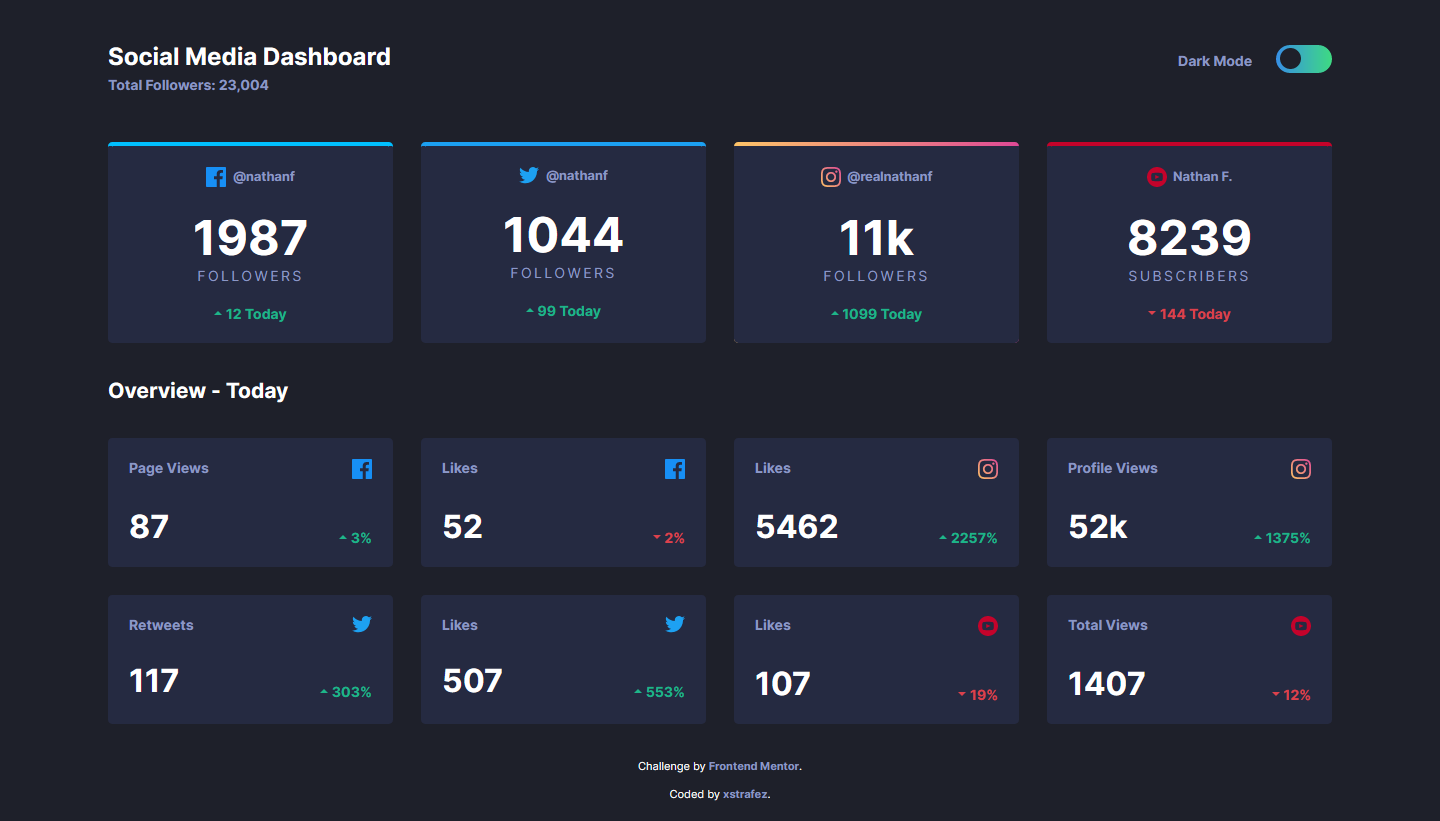 Social Media Dashboard
Total Followers: 23,004
Dark Mode
@nathanf
1987
FOLLOWERS
12 Today
@nathanf
1044
FOLLOWERS
99 Today
@realnathanf
11k
FOLLOWERS
1099 Today
Nathan F.
8239
SUBSCRIBERS
144 Today
Overview - Today
Page Views
87
3%
Likes
52
2%
Likes
5462
2257%
Profile Views
52k
1375%
Retweets
117
303%
Likes
507
553%
Likes
107
19%
Total Views
1407
12%
Challenge by Frontend Mentor.
Coded by xstrafez.